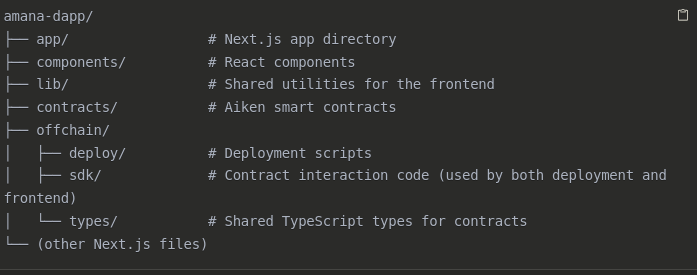 amana-dapp/
├── app/                 # Next.js app directory
├── components/          # React components
├── lib/                 # Shared utilities for the frontend
├── contracts/           # Aiken smart contracts
├── offchain/
│   ├── deploy/          # Deployment scripts
│   ├── sdk/             # Contract interaction code (used by both deployment and
frontend)
│   └── types/           # Shared TypeScript types for contracts
└── (other Next.js files)